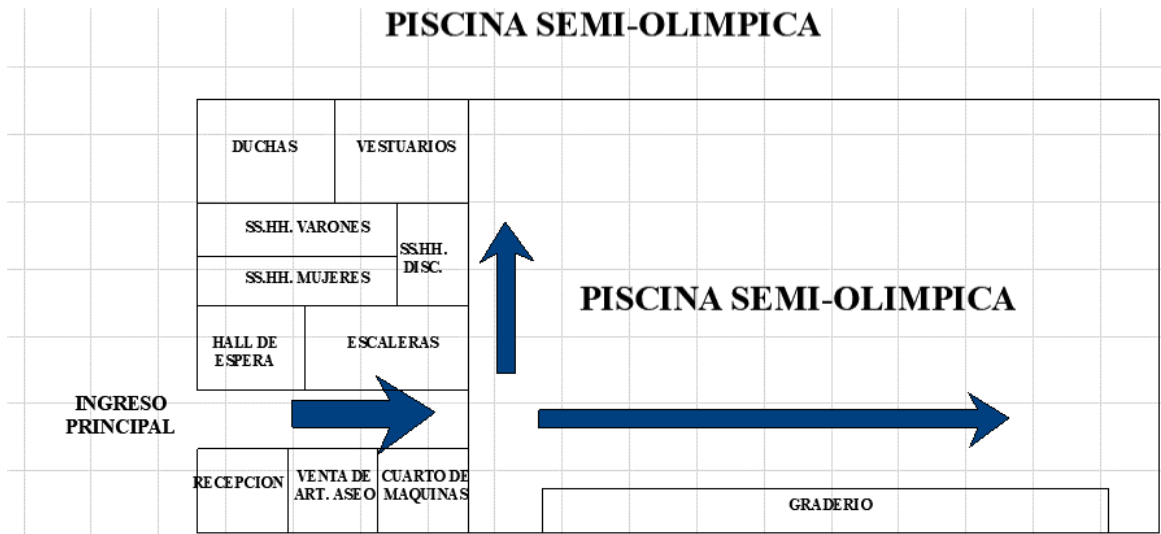 PISCINA SEMI-OLIMPICA
DUCHAS
VESTUARIOS
SS.HH. VARONES
SS.HH.
DISC.
SS.HH. MUJERES
HALL DE
ESPERA
ESCALERAS
PISCINA SEMI-OLIMPICA
INGRESO
PRINCIPAL
RECEPCION
VENTA DE
ART. ASEO
CUARTO DE
MAQUINAS
GRADERIO